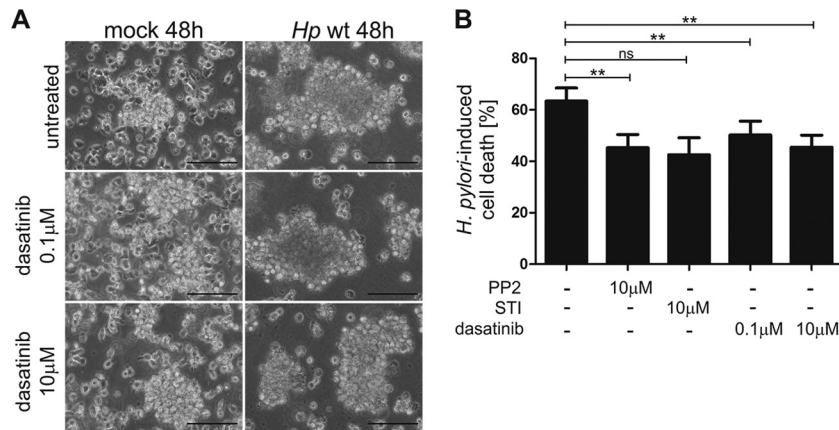 A
mock 48h
Hp wt 48h
untreated
dasatinib
0.1μM
dasatinib
10μM
B
**
**
ns
**
H. pylori-induced
cell death [%]
80
60
40
20
0
PP2 - 10μM - - -
STI - - 10μM - -
dasatinib - - - 0.1μM 10μM